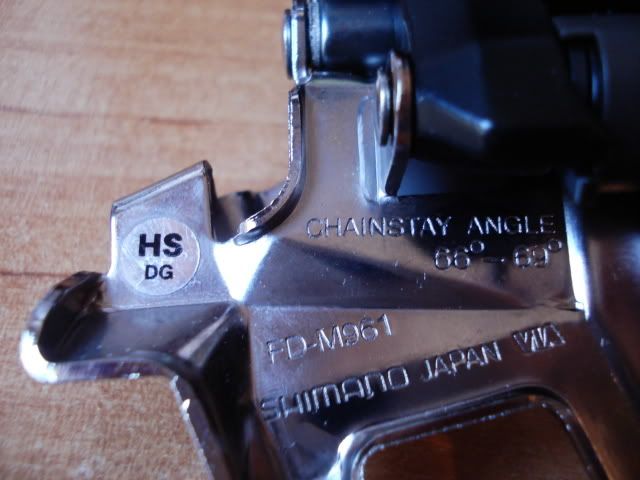 HS
DG
CHAINSTAY ANGLE
66°-69°
FD-M961
SHIMANO JAPAN